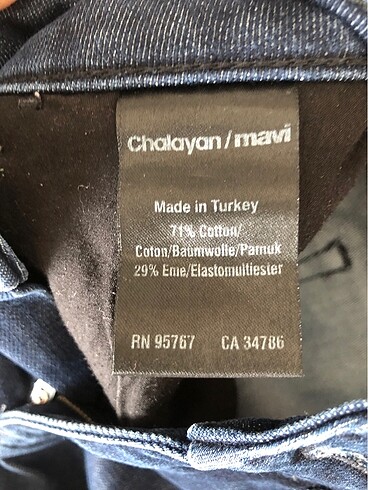 Chalayan/mavi
Made in Turkey
71% Cotton/
Coton/Baumwolle/Pamuk
29% Eme/Elastomultiester
RN 95767 CA 34786